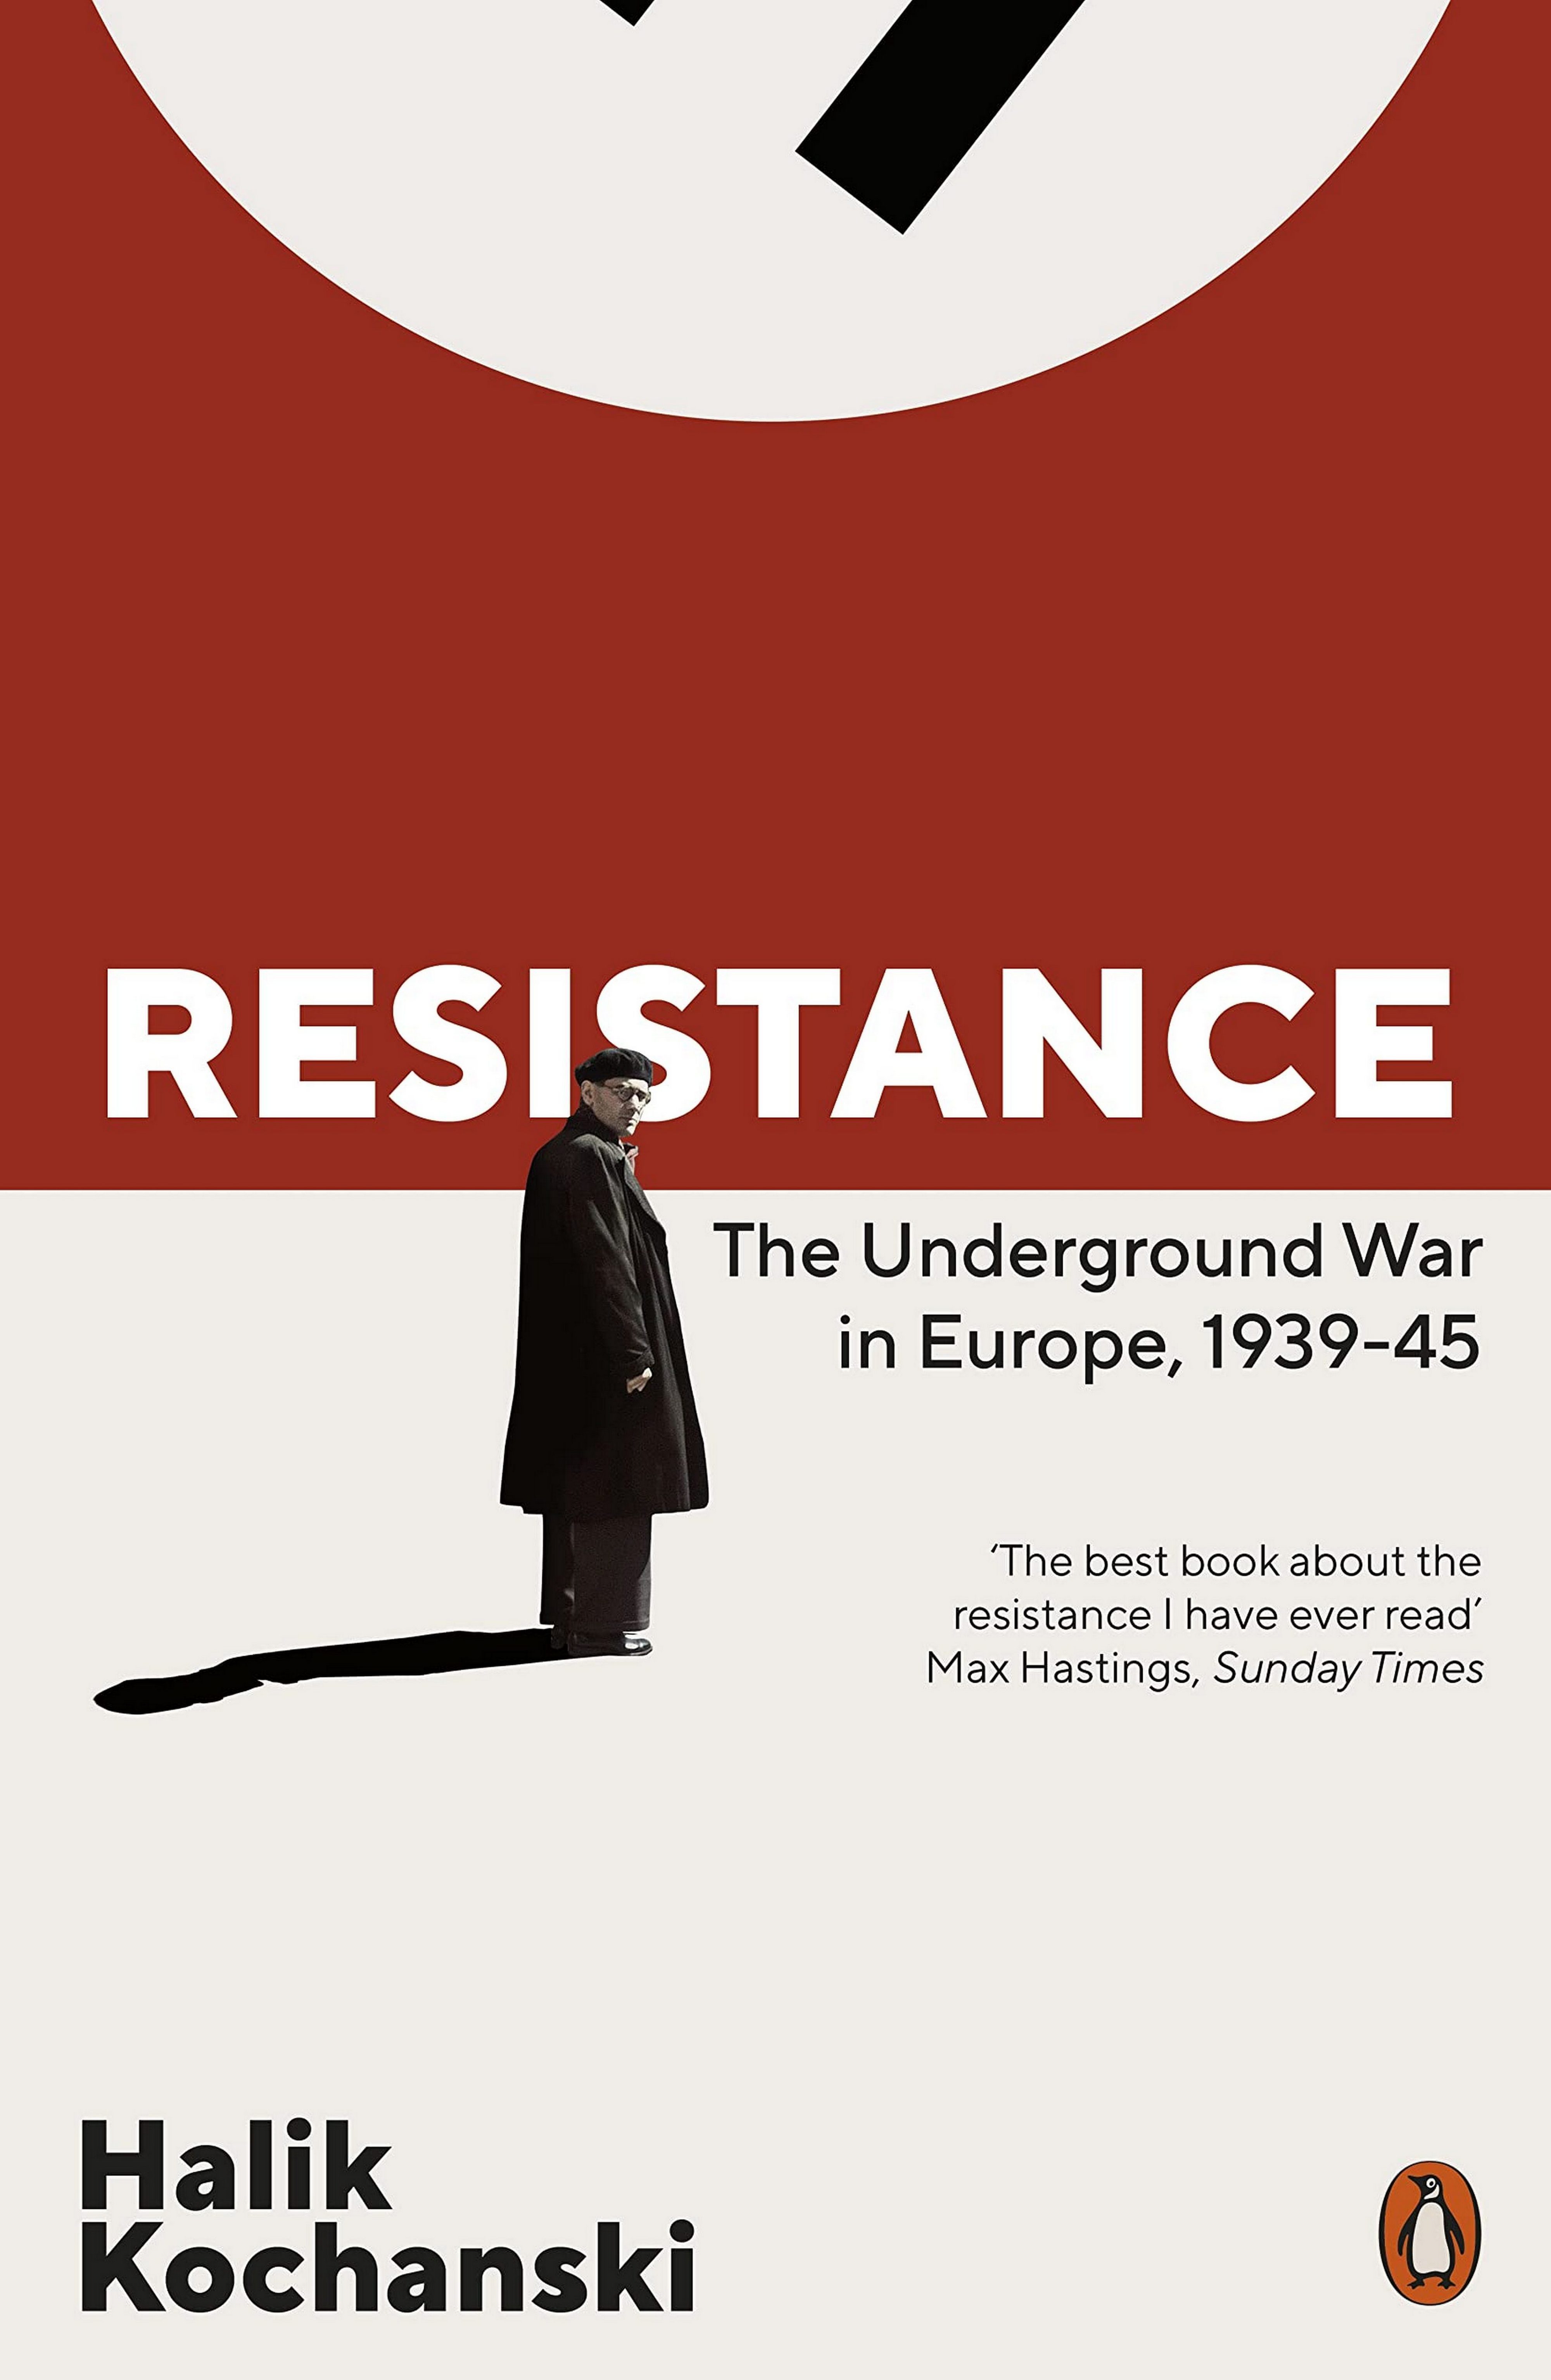 RESISTANCE
The Underground War
in Europe, 1939-45
‘The best book about the
resistance I have ever read’
Max Hastings, Sunday Times
Halik
Kochanski